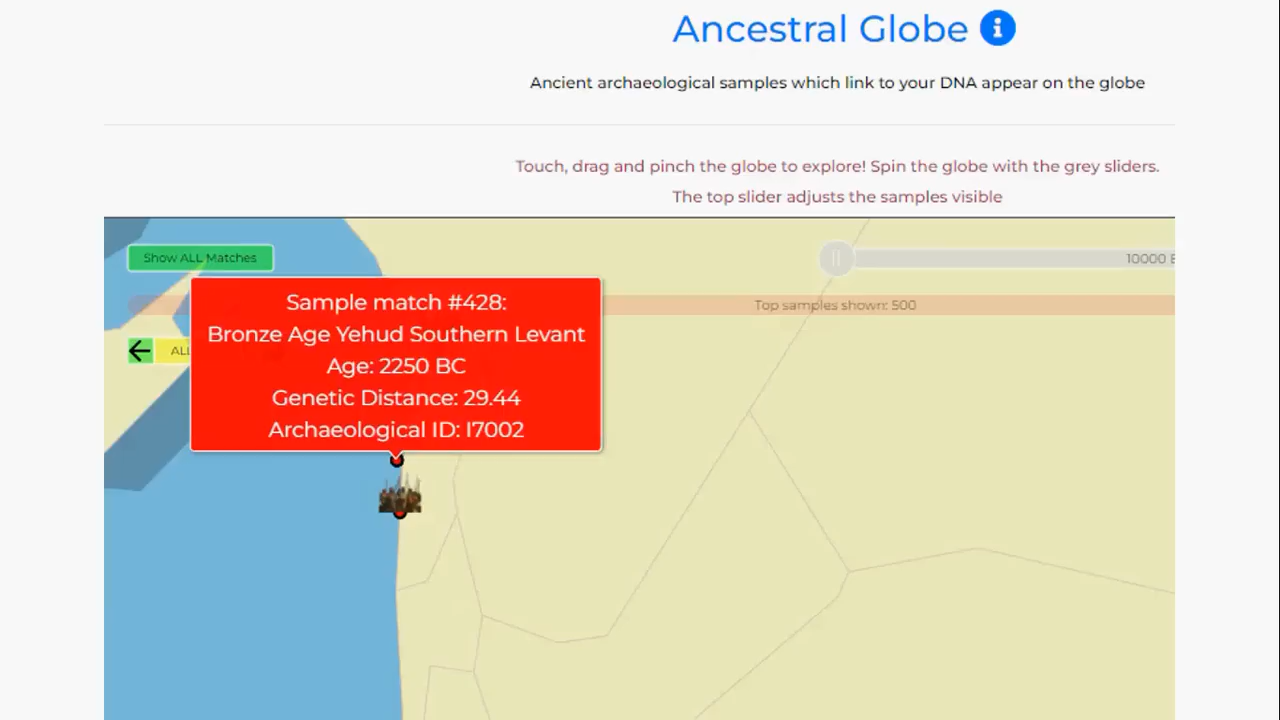 Ancestral Globe
Ancient archaeological samples which link to your DNA appear on the globe
Touch, drag and pinch the globe to explore! Spin the globe with the grey sliders.
The top slider adjusts the samples visible
Show ALL Matches
10000 B
Top samples shown: 500
ALL
Sample match #428:
Bronze Age Yehud Southern Levant
Age: 2250 BC
Genetic Distance: 29.44
Archaeological ID: I7002